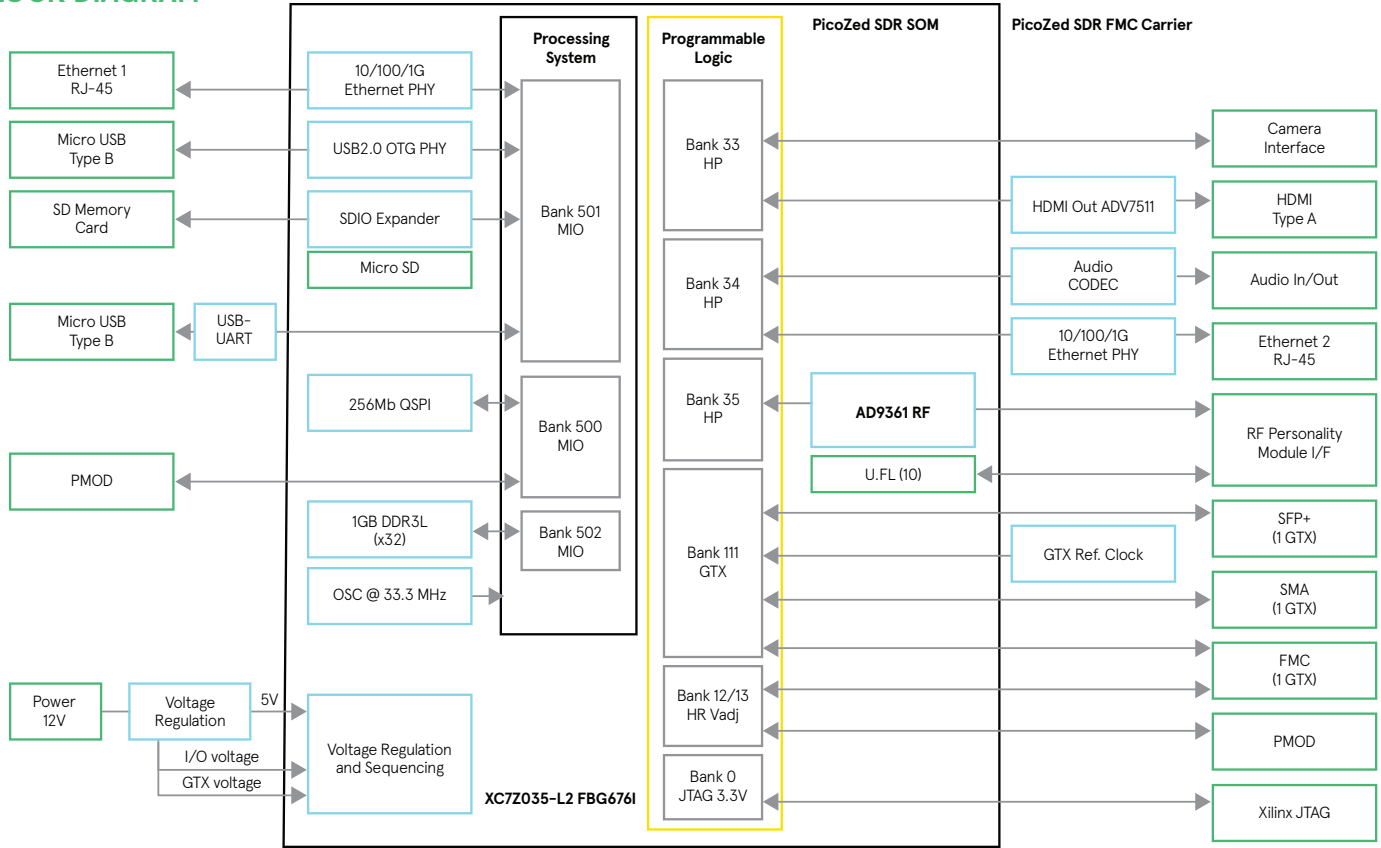 PicoZed SDR SOM
PicoZed SDR FMC Carrier
Processing
System
Programmable
Logic
Ethernet 1
RJ-45
10/100/1G
Ethernet PHY
Micro USB
Type B
USB2.0 OTG PHY
SD Memory
Card
SDIO Expander
Micro SD
Micro USB
Type B
USB-
UART
Bank 501
MIO
256Mb QSPI
Bank 500
MIO
PMOD
1GB DDR3L
(x32)
Bank 502
MIO
OSC @ 33.3 MHz
Power
12V
Voltage
Regulation
5V
I/O voltage
GTX voltage
Voltage Regulation
and Sequencing
XC7Z035-L2 FBG676I
Bank 33
HP
Bank 34
HP
Bank 35
HP
Bank 111
GTX
Bank 12/13
HR Vadj
Bank 0
JTAG 3.3V
AD9361 RF
U.FL (10)
HDMI Out ADV7511
Audio
CODEC
10/100/1G
Ethernet PHY
GTX Ref. Clock
Camera
Interface
HDMI
Type A
Audio In/Out
Ethernet 2
RJ-45
RF Personality
Module I/F
SFP+
(1 GTX)
SMA
(1 GTX)
FMC
(1 GTX)
PMOD
Xilinx JTAG